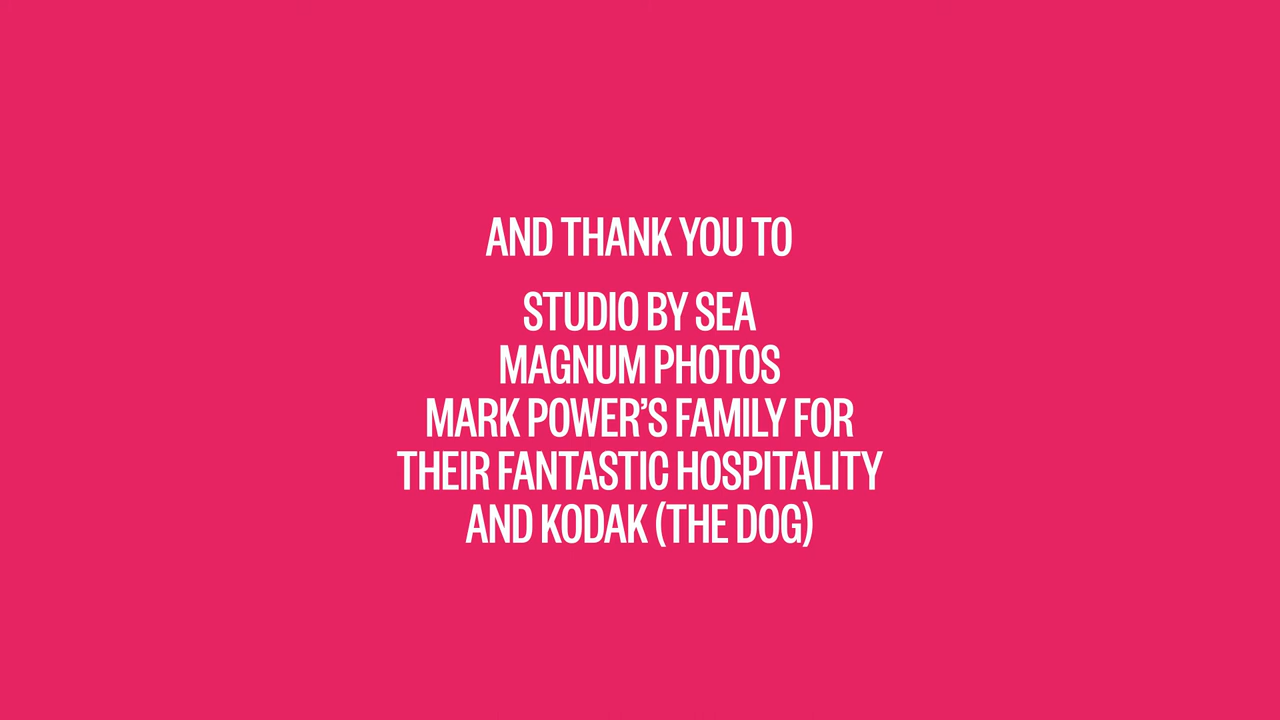 AND THANK YOU TO
STUDIO BY SEA
MAGNUM PHOTOS
MARK POWER’S FAMILY FOR
THEIR FANTASTIC HOSPITALITY
AND KODAK (THE DOG)